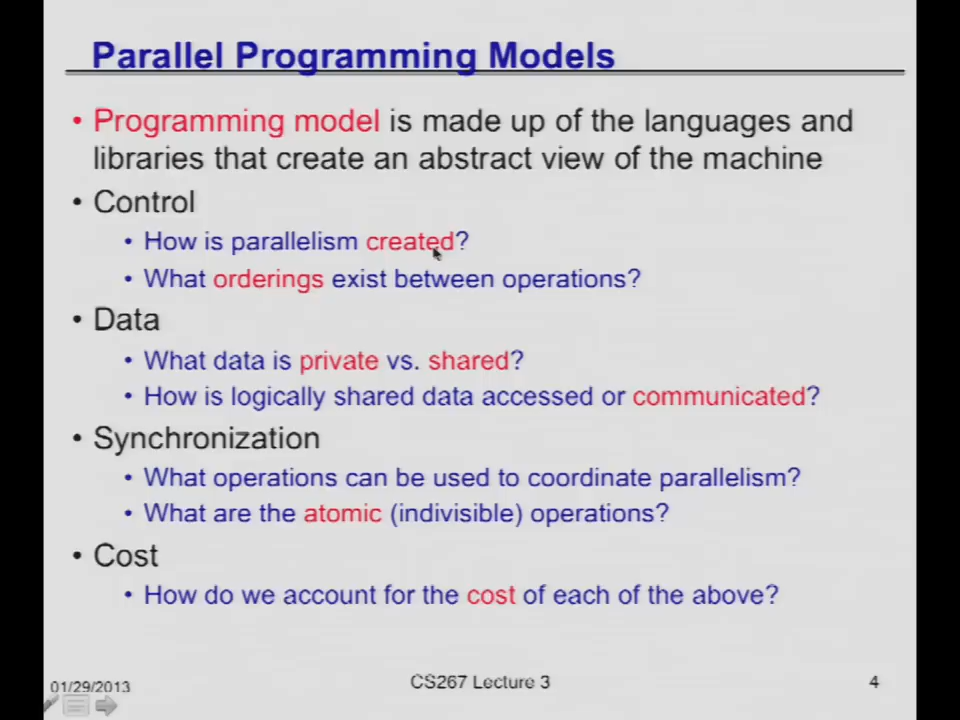 Parallel Programming Models
• Programming model is made up of the languages and
libraries that create an abstract view of the machine
• Control
• How is parallelism created?
• What orderings exist between operations?
• Data
• What data is private vs. shared?
• How is logically shared data accessed or communicated?
• Synchronization
• What operations can be used to coordinate parallelism?
• What are the atomic (indivisible) operations?
• Cost
• How do we account for the cost of each of the above?
01/29/2013
CS267 Lecture 3
4